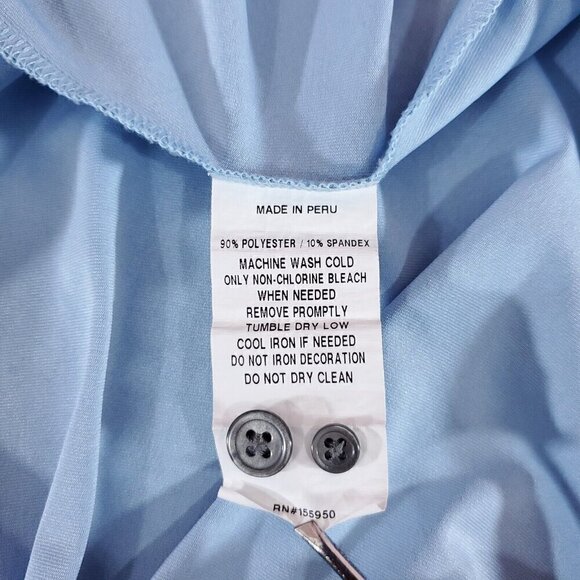 MADE IN PERU
90% POLYESTER / 10% SPANDEX
MACHINE WASH COLD
ONLY NON-CHLORINE BLEACH
WHEN NEEDED
REMOVE PROMPTLY
TUMBLE DRY LOW
COOL IRON IF NEEDED
DO NOT IRON DECORATION
DO NOT DRY CLEAN
RN#155950